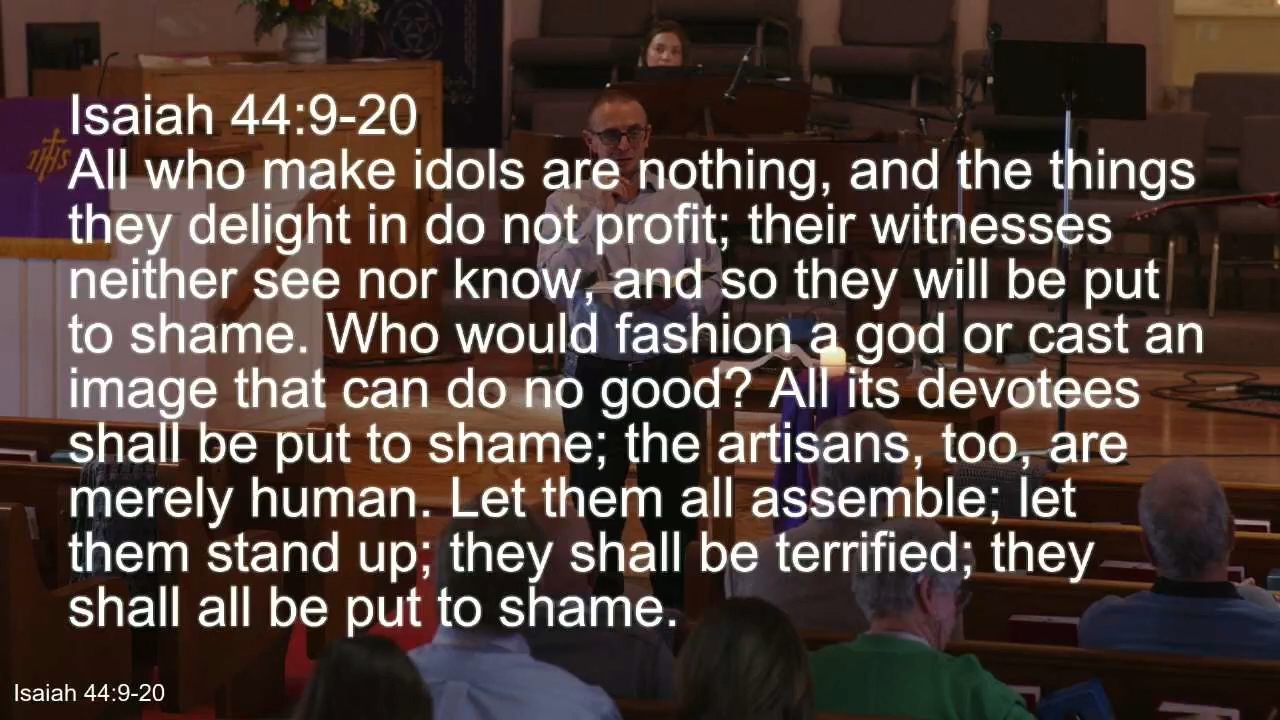 Isaiah 44:9-20
All who make idols are nothing, and the things
they delight in do not profit; their witnesses
neither see nor know, and so they will be put
to shame. Who would fashion a god or cast an
image that can do no good? All its devotees
shall be put to shame; the artisans, too, are
merely human. Let them all assemble; let
them stand up; they shall be terrified; they
shall all be put to shame.
Isaiah 44:9-20
IHS